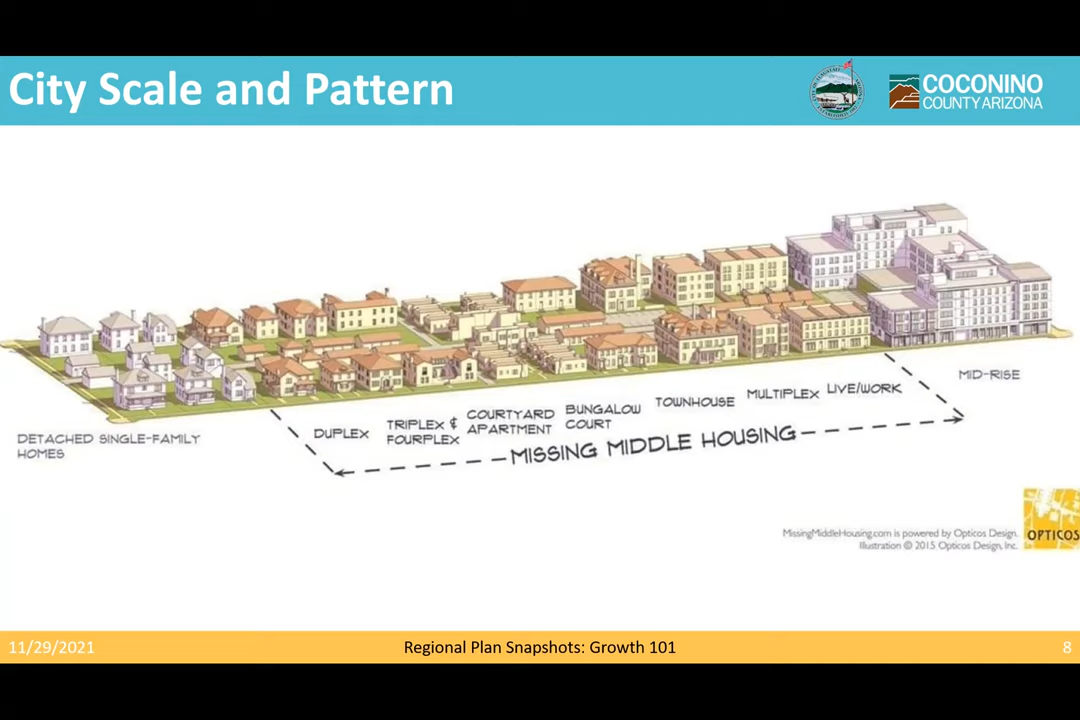 City Scale and Pattern
COCONINO
COUNTY ARIZONA
DETACHED SINGLE-FAMILY
HOMES
DUPLEX
TRIPLEX &
FOURPLEX
COURTYARD
APARTMENT
BUNGALOW
COURT
TOWNHOUSE
MULTIPLEX
LIVE/WORK
MID-RISE
MISSING MIDDLE HOUSING
MissingMiddleHousing.com is powered by Opticos Design.
Illustration © 2015 Opticos Design, Inc.
OPTICOS
11/29/2021
Regional Plan Snapshots: Growth 101
8